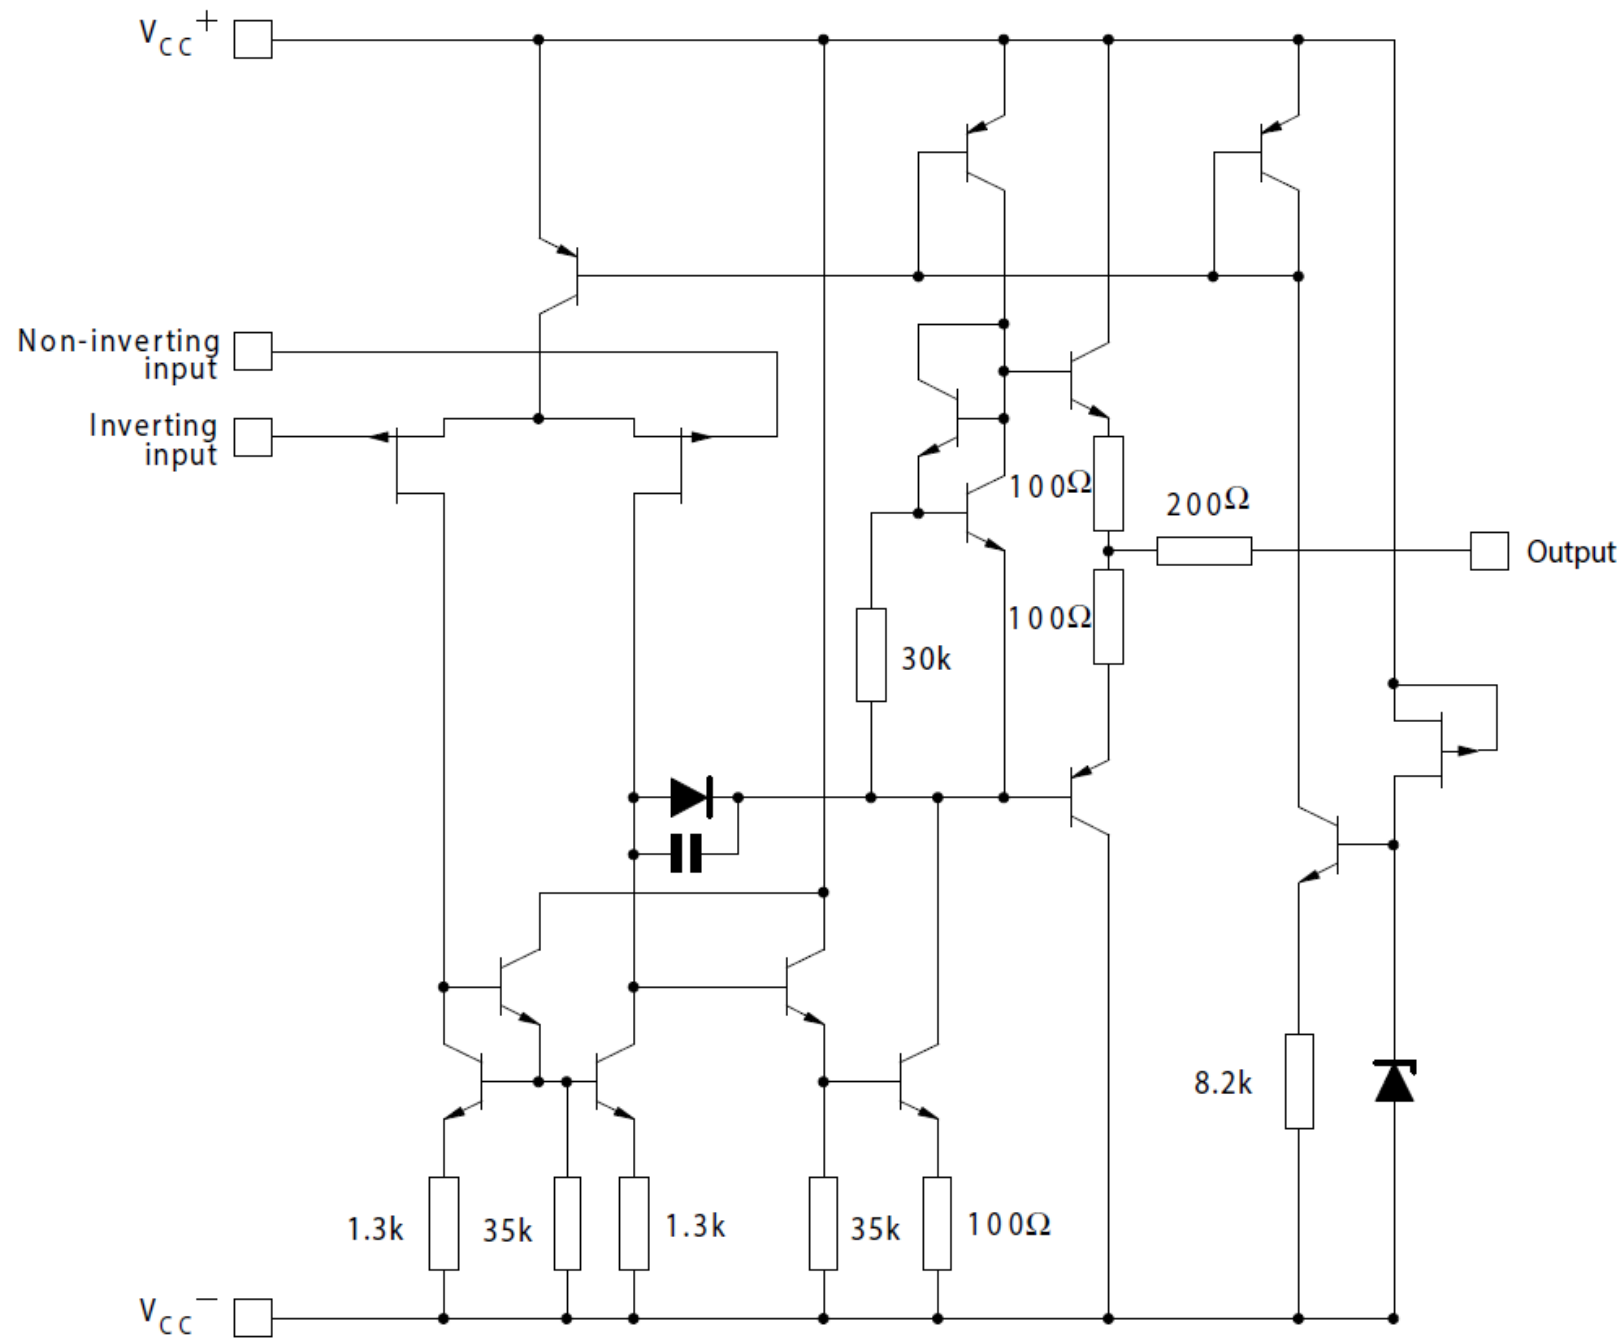 VCC+
Non-inverting
input
Inverting
input
100Ω
200Ω
Output
100Ω
30k
8.2k
1.3k
35k
1.3k
35k
100Ω
VCC−